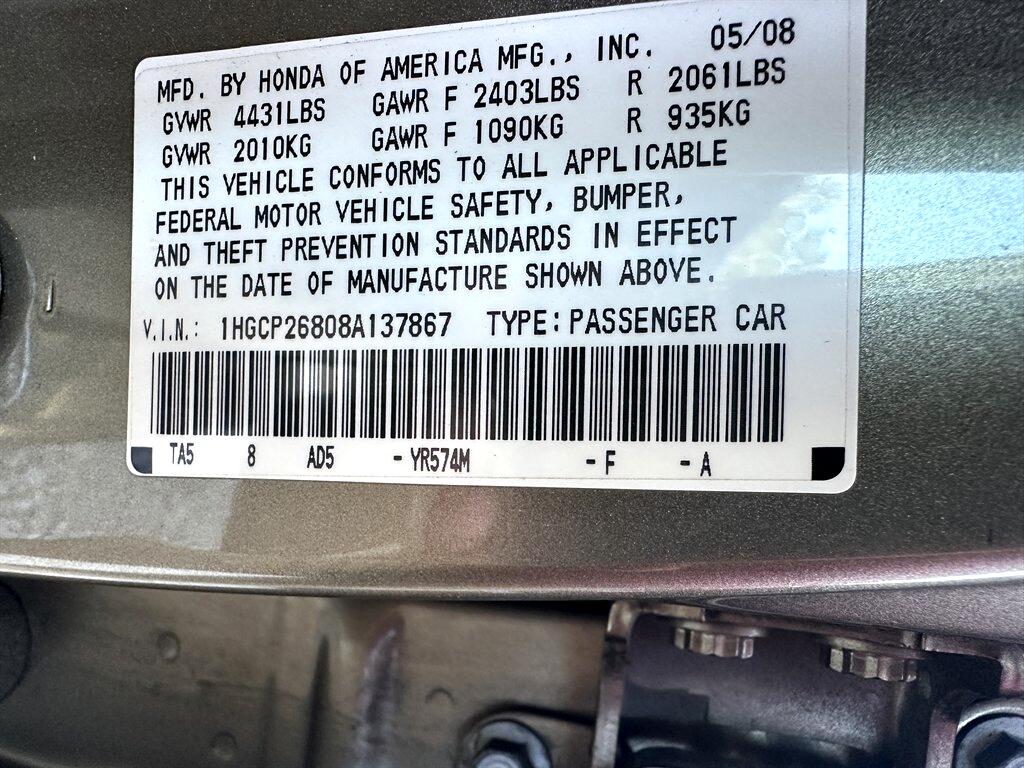 MFD. BY HONDA OF AMERICA MFG., INC. 05/08
GVWR 4431LBS GAWR F 2403LBS R 2061LBS
GVWR 2010KG GAWR F 1090KG R 935KG
THIS VEHICLE CONFORMS TO ALL APPLICABLE
FEDERAL MOTOR VEHICLE SAFETY, BUMPER,
AND THEFT PREVENTION STANDARDS IN EFFECT
ON THE DATE OF MANUFACTURE SHOWN ABOVE.
V.I.N.: 1HGCP26808A137867 TYPE:PASSENGER CAR
TA5 8 AD5 -YR574M -F -A